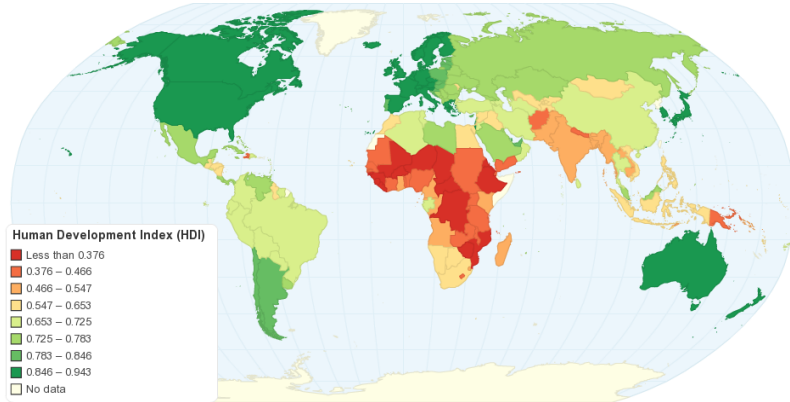 Human Development Index (HDI)
Less than 0.376
0.376 – 0.466
0.466 – 0.547
0.547 – 0.653
0.653 – 0.725
0.725 – 0.783
0.783 – 0.846
0.846 – 0.943
No data